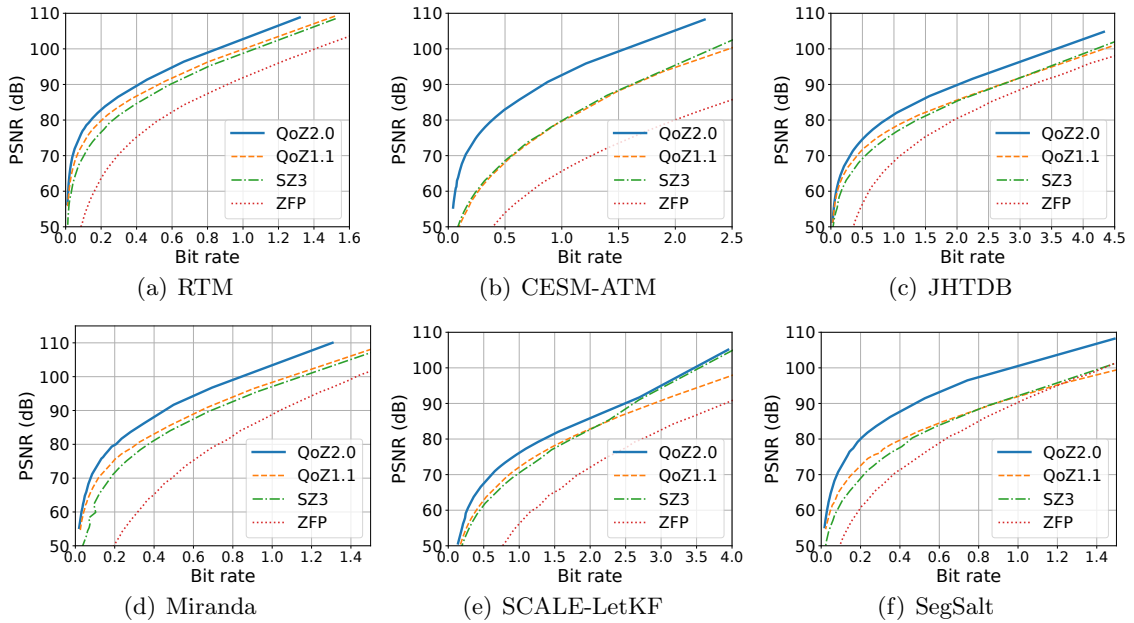 110
100
90
80
70
60
50
PSNR (dB)
QoZ2.0
QoZ1.1
SZ3
ZFP
0.0 0.2 0.4 0.6 0.8 1.0 1.2 1.4 1.6
Bit rate
(a) RTM
110
100
90
80
70
60
50
PSNR (dB)
QoZ2.0
QoZ1.1
SZ3
ZFP
0.0 0.5 1.0 1.5 2.0 2.5
Bit rate
(b) CESM-ATM
110
100
90
80
70
60
50
PSNR (dB)
QoZ2.0
QoZ1.1
SZ3
ZFP
0.0 0.5 1.0 1.5 2.0 2.5 3.0 3.5 4.0 4.5
Bit rate
(c) JHTDB
110
100
90
80
70
60
50
PSNR (dB)
QoZ2.0
QoZ1.1
SZ3
ZFP
0.0 0.2 0.4 0.6 0.8 1.0 1.2 1.4
Bit rate
(d) Miranda
110
100
90
80
70
60
50
PSNR (dB)
QoZ2.0
QoZ1.1
SZ3
ZFP
0.0 0.5 1.0 1.5 2.0 2.5 3.0 3.5 4.0
Bit rate
(e) SCALE-LetKF
110
100
90
80
70
60
50
PSNR (dB)
QoZ2.0
QoZ1.1
SZ3
ZFP
0.0 0.2 0.4 0.6 0.8 1.0 1.2 1.4
Bit rate
(f) SegSalt